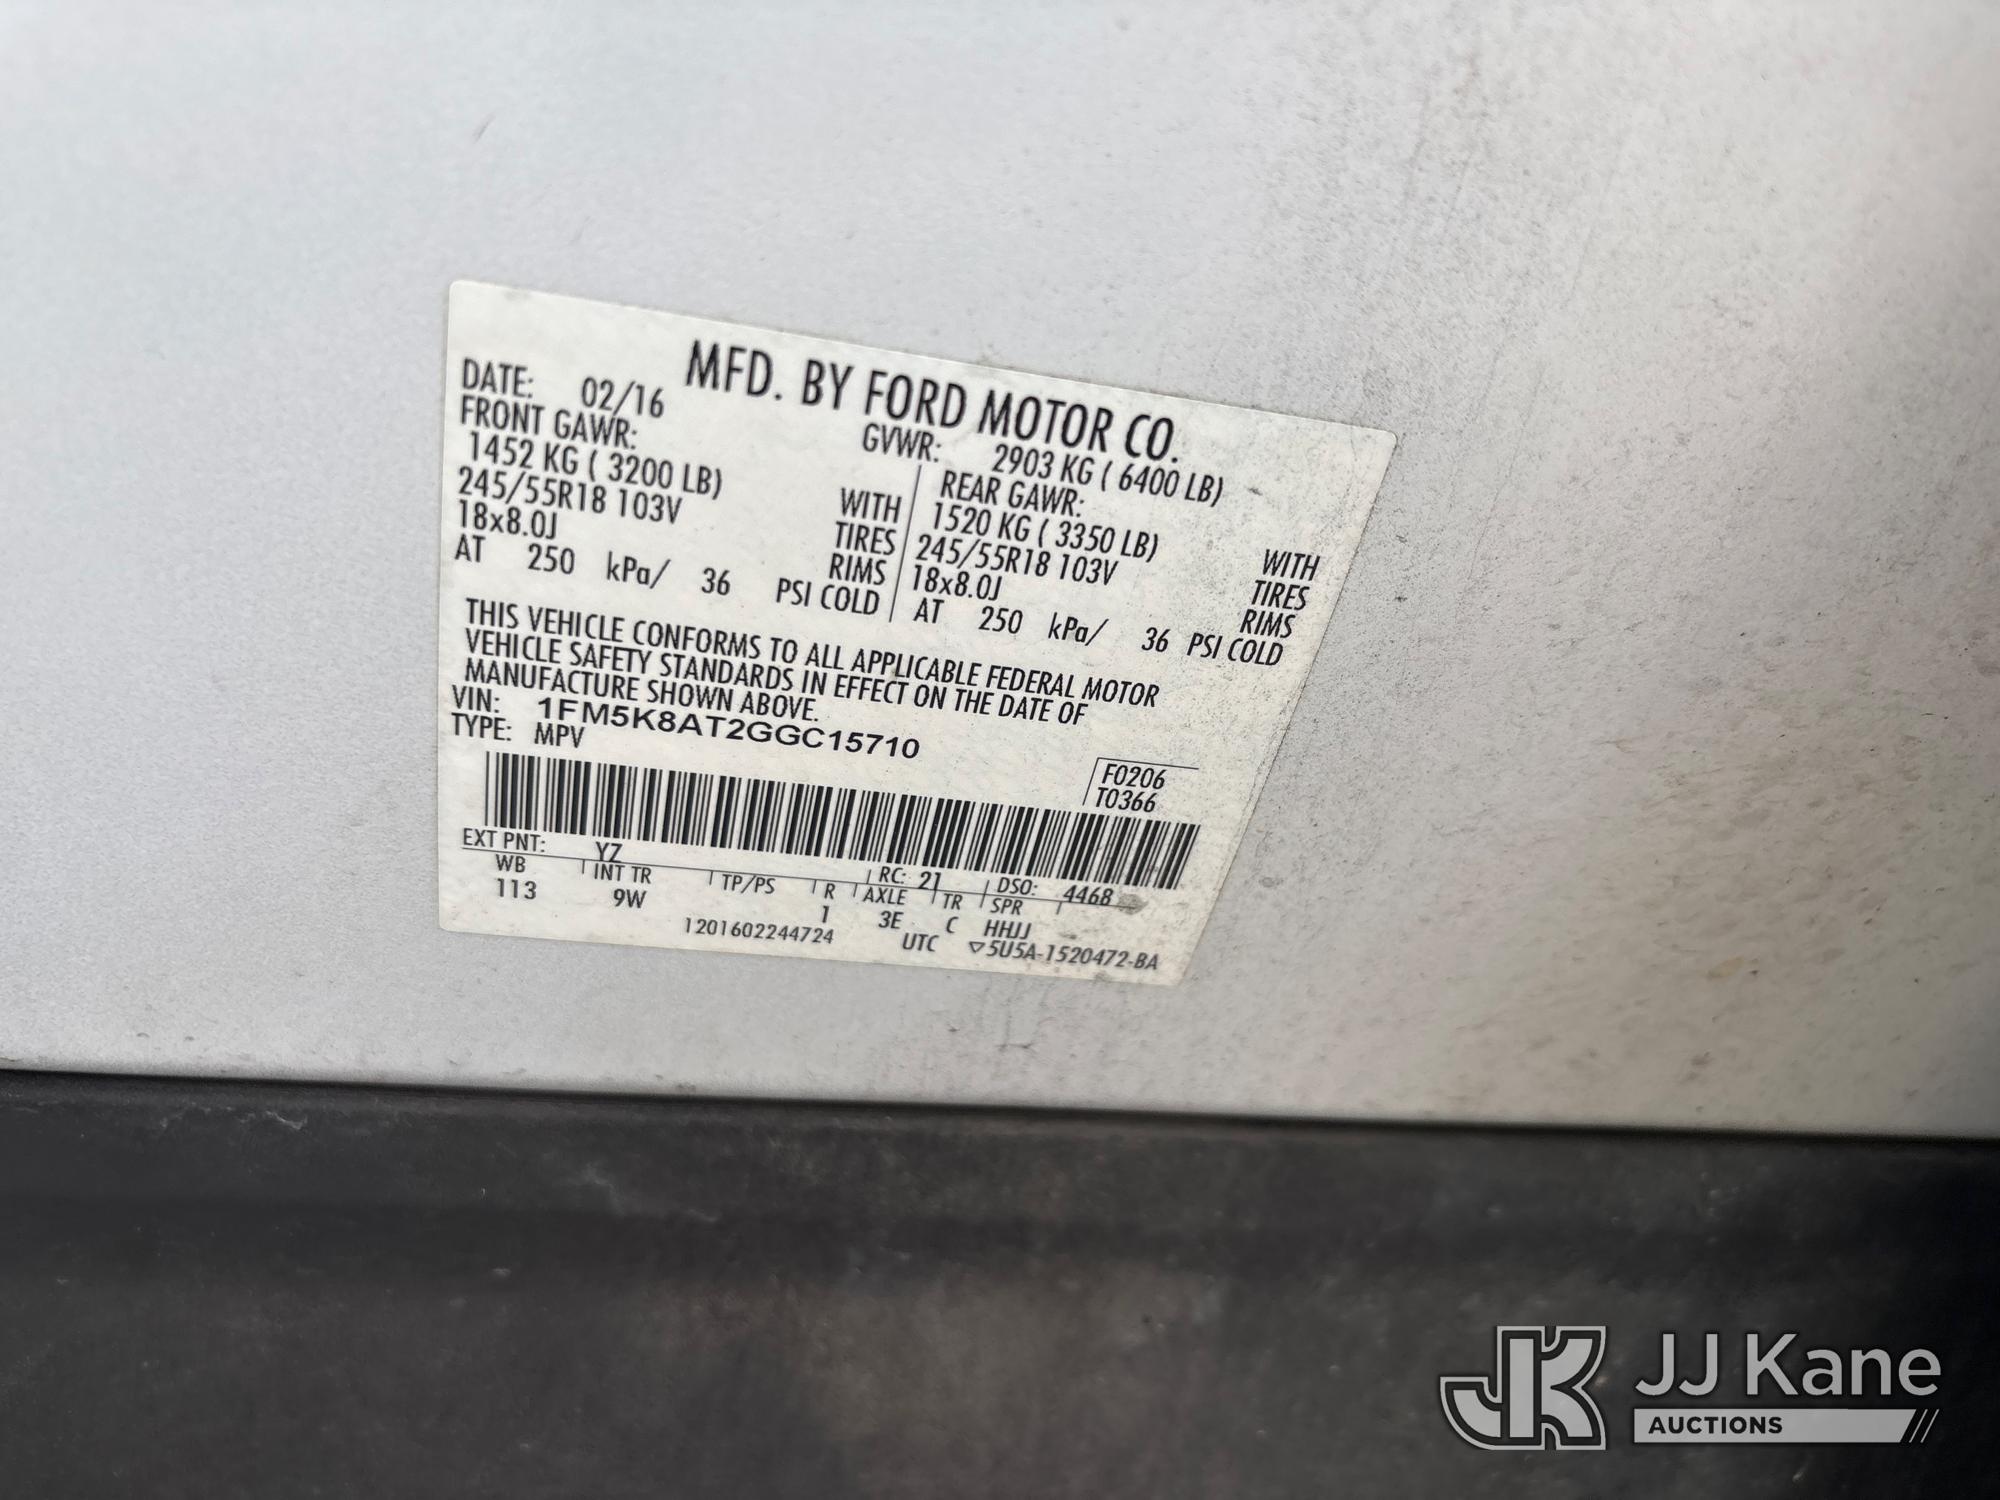 MFD. BY FORD MOTOR CO.
DATE: 02/16
GVWR: 2903 KG ( 6400 LB)
FRONT GAWR:
1452 KG ( 3200 LB)
245/55R18 103V
18x8.0J
AT 250 kPa/ 36
WITH
TIRES
RIMS
PSI COLD
REAR GAWR:
1520 KG ( 3350 LB)
245/55R18 103V
18x8.0J
AT 250 kPa/ 36
WITH
TIRES
RIMS
PSI COLD
THIS VEHICLE CONFORMS TO ALL APPLICABLE FEDERAL MOTOR
VEHICLE SAFETY STANDARDS IN EFFECT ON THE DATE OF
MANUFACTURE SHOWN ABOVE.
VIN: 1FM5K8AT2GGC15710
TYPE: MPV
F0206
T0366
EXT PNT: YZ RC: 21 DSO: 4468
WB INT TR TP/PS R AXLE TR SPR
113 9W 1 3E C HHJJ
1201602244724 UTC ▽5U5A-1520472-BA
JK JJ Kane
AUCTIONS